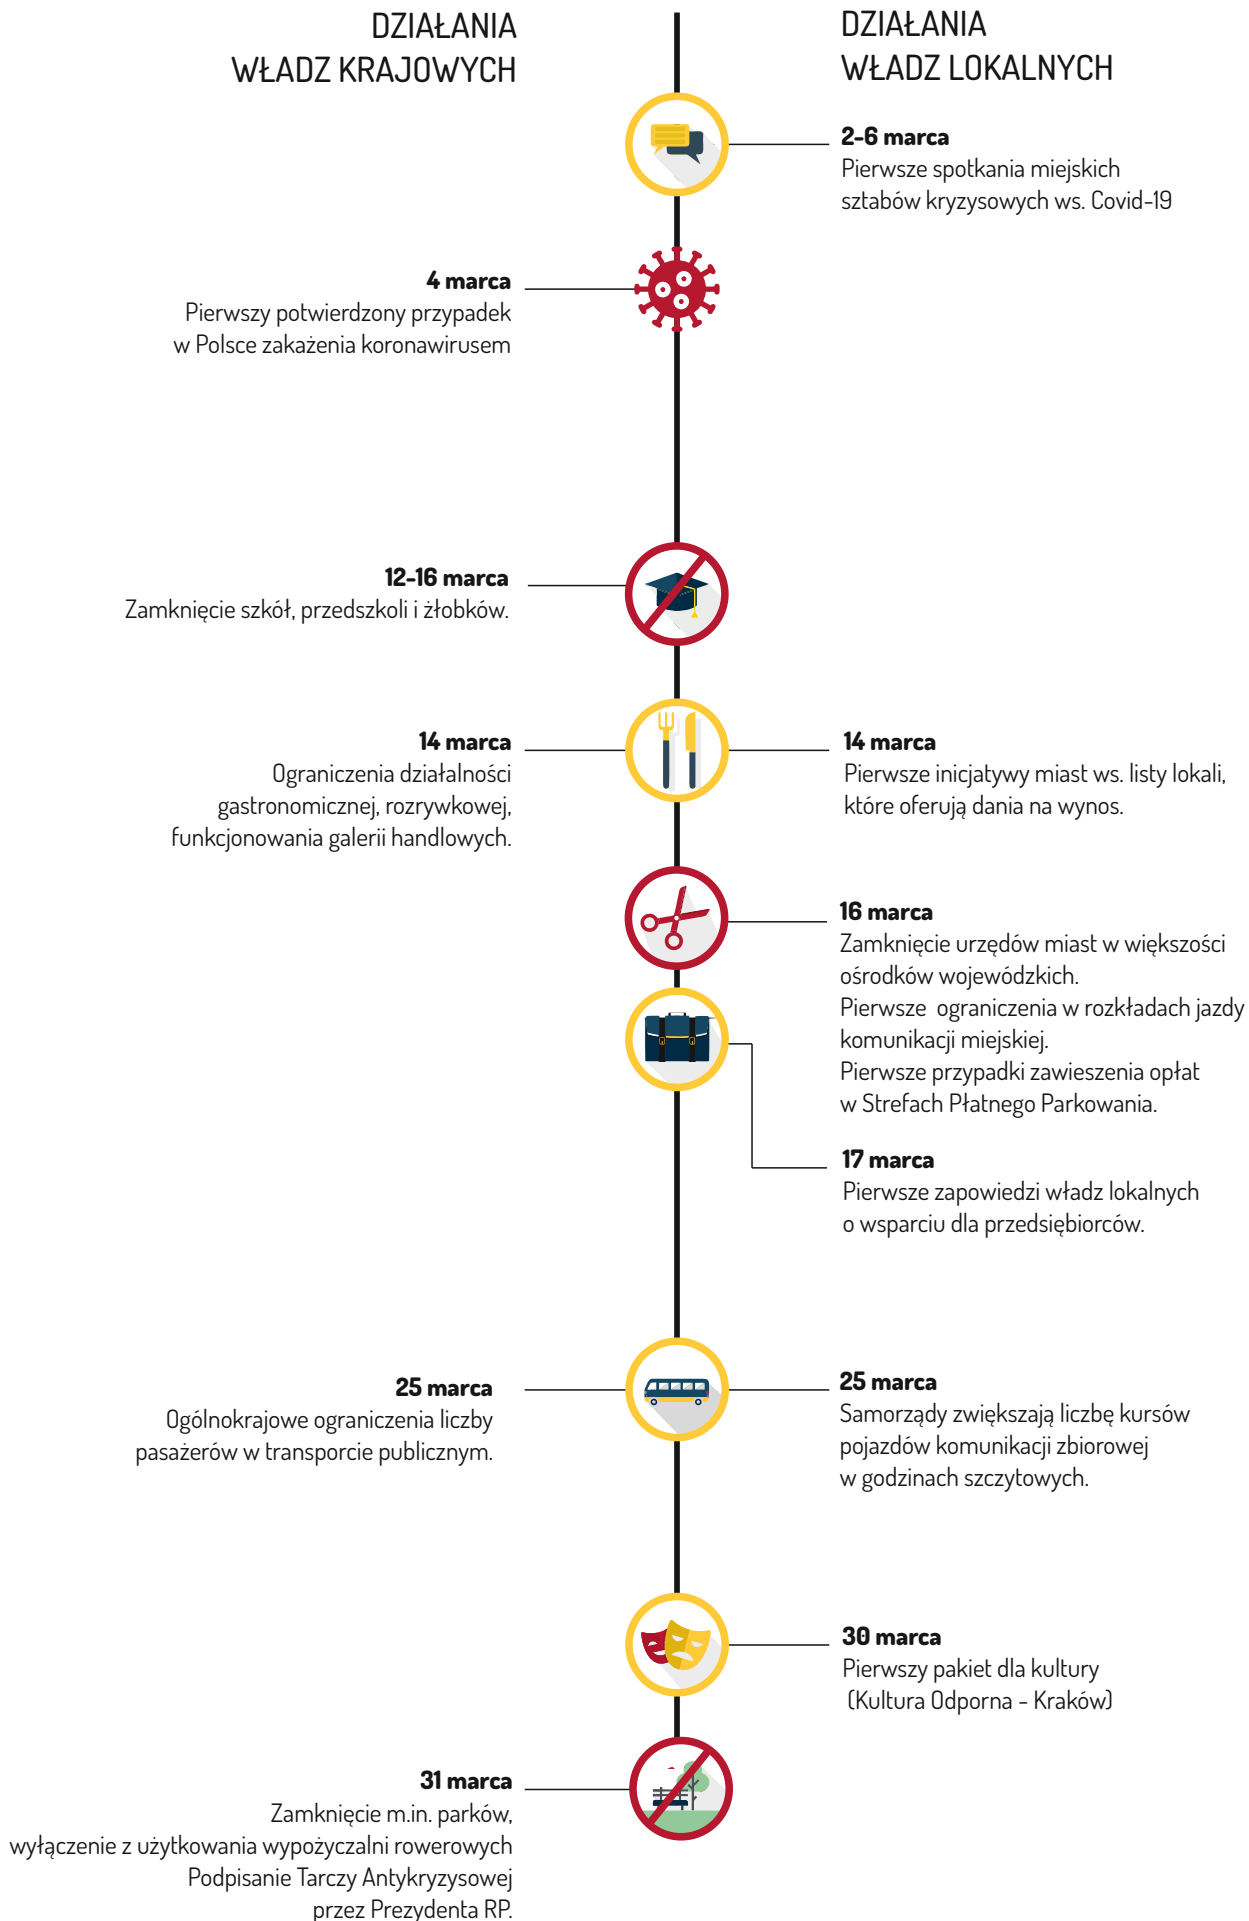 DZIAŁANIA
WŁADZ KRAJOWYCH
DZIAŁANIA
WŁADZ LOKALNYCH
2-6 marca
Pierwsze spotkania miejskich
sztabów kryzysowych ws. Covid-19
4 marca
Pierwszy potwierdzony przypadek
w Polsce zakażenia koronawirusem
12-16 marca
Zamknięcie szkół, przedszkoli i żłobków.
14 marca
Ograniczenia działalności
gastronomicznej, rozrywkowej,
funkcjonowania galerii handlowych.
14 marca
Pierwsze inicjatywy miast ws. listy lokali,
które oferują dania na wynos.
16 marca
Zamknięcie urzędów miast w większości
ośrodków wojewódzkich.
Pierwsze ograniczenia w rozkładach jazdy
komunikacji miejskiej.
Pierwsze przypadki zawieszenia opłat
w Strefach Płatnego Parkowania.
17 marca
Pierwsze zapowiedzi władz lokalnych
o wsparciu dla przedsiębiorców.
25 marca
Ogólnokrajowe ograniczenia liczby
pasażerów w transporcie publicznym.
25 marca
Samorządy zwiększają liczbę kursów
pojazdów komunikacji zbiorowej
w godzinach szczytowych.
30 marca
Pierwszy pakiet dla kultury
(Kultura Odporna - Kraków)
31 marca
Zamknięcie m.in. parków,
wyłączenie z użytkowania wypożyczalni rowerowych
Podpisanie Tarczy Antykryzysowej
przez Prezydenta RP.